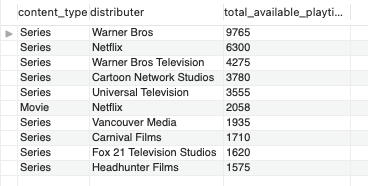 content_type distributer total_available_playti...
Series Warner Bros 9765
Series Netflix 6300
Series Warner Bros Television 4275
Series Cartoon Network Studios 3780
Series Universal Television 3555
Movie Netflix 2058
Series Vancouver Media 1935
Series Carnival Films 1710
Series Fox 21 Television Studios 1620
Series Headliner Films 1575